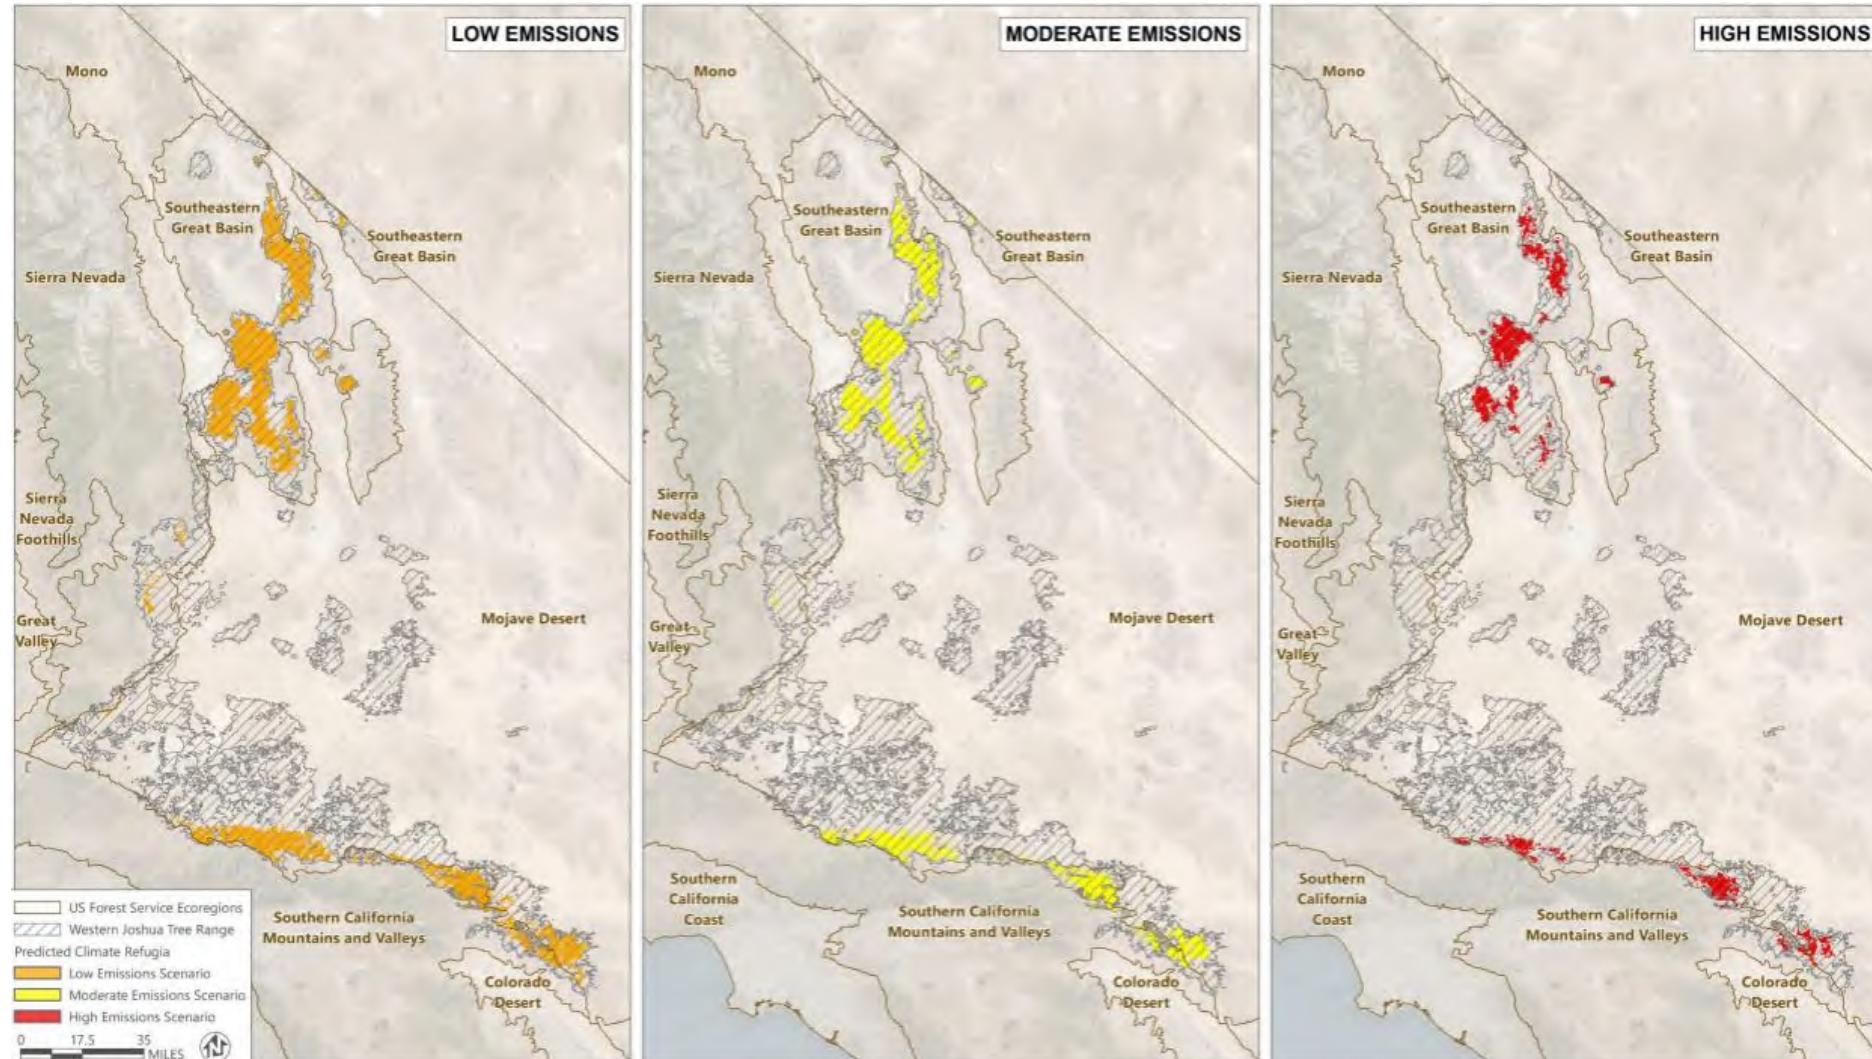 LOW EMISSIONS
Mono
Southeastern
Great Basin
Southeastern
Great Basin
Sierra Nevada
Sierra
Nevada
Foothills
Great
Valley
Mojave Desert
Southern California
Mountains and Valleys
Colorado
Desert
US Forest Service Ecoregions
Western Joshua Tree Range
Predicted Climate Refugia
Low Emissions Scenario
Moderate Emissions Scenario
High Emissions Scenario
0 17.5 35
MILES
N
MODERATE EMISSIONS
Mono
Southeastern
Great Basin
Southeastern
Great Basin
Sierra Nevada
Sierra
Nevada
Foothills
Great
Valley
Mojave Desert
Southern
California
Coast
Southern California
Mountains and Valleys
Colorado
Desert
HIGH EMISSIONS
Mono
Southeastern
Great Basin
Southeastern
Great Basin
Sierra Nevada
Sierra
Nevada
Foothills
Great
Valley
Mojave Desert
Southern
California
Coast
Southern California
Mountains and Valleys
Colorado
Desert